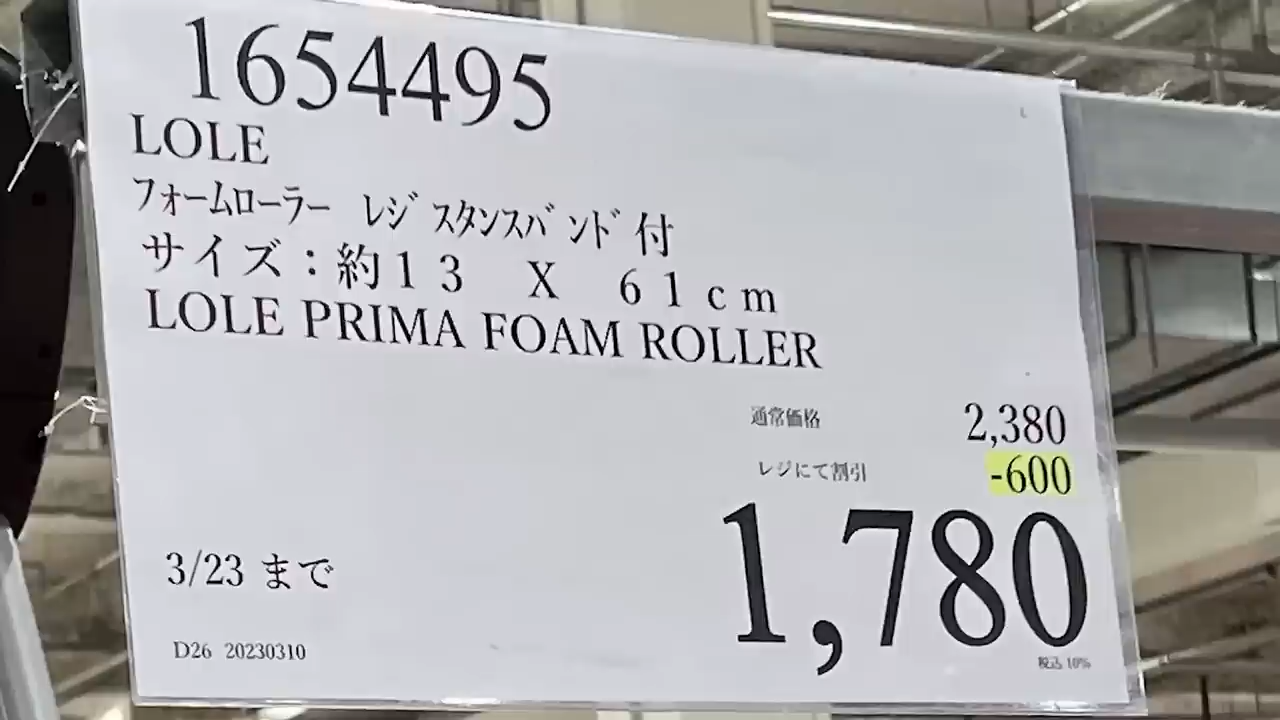 1654495
LOLE
フォームローラー レジスタンスバンド付
サイズ：約１３ Ｘ ６１ｃｍ
LOLE PRIMA FOAM ROLLER
通常価格 2,380
レジにて割引 -600
1,780
3/23 まで
税込 10%
D26 20230310